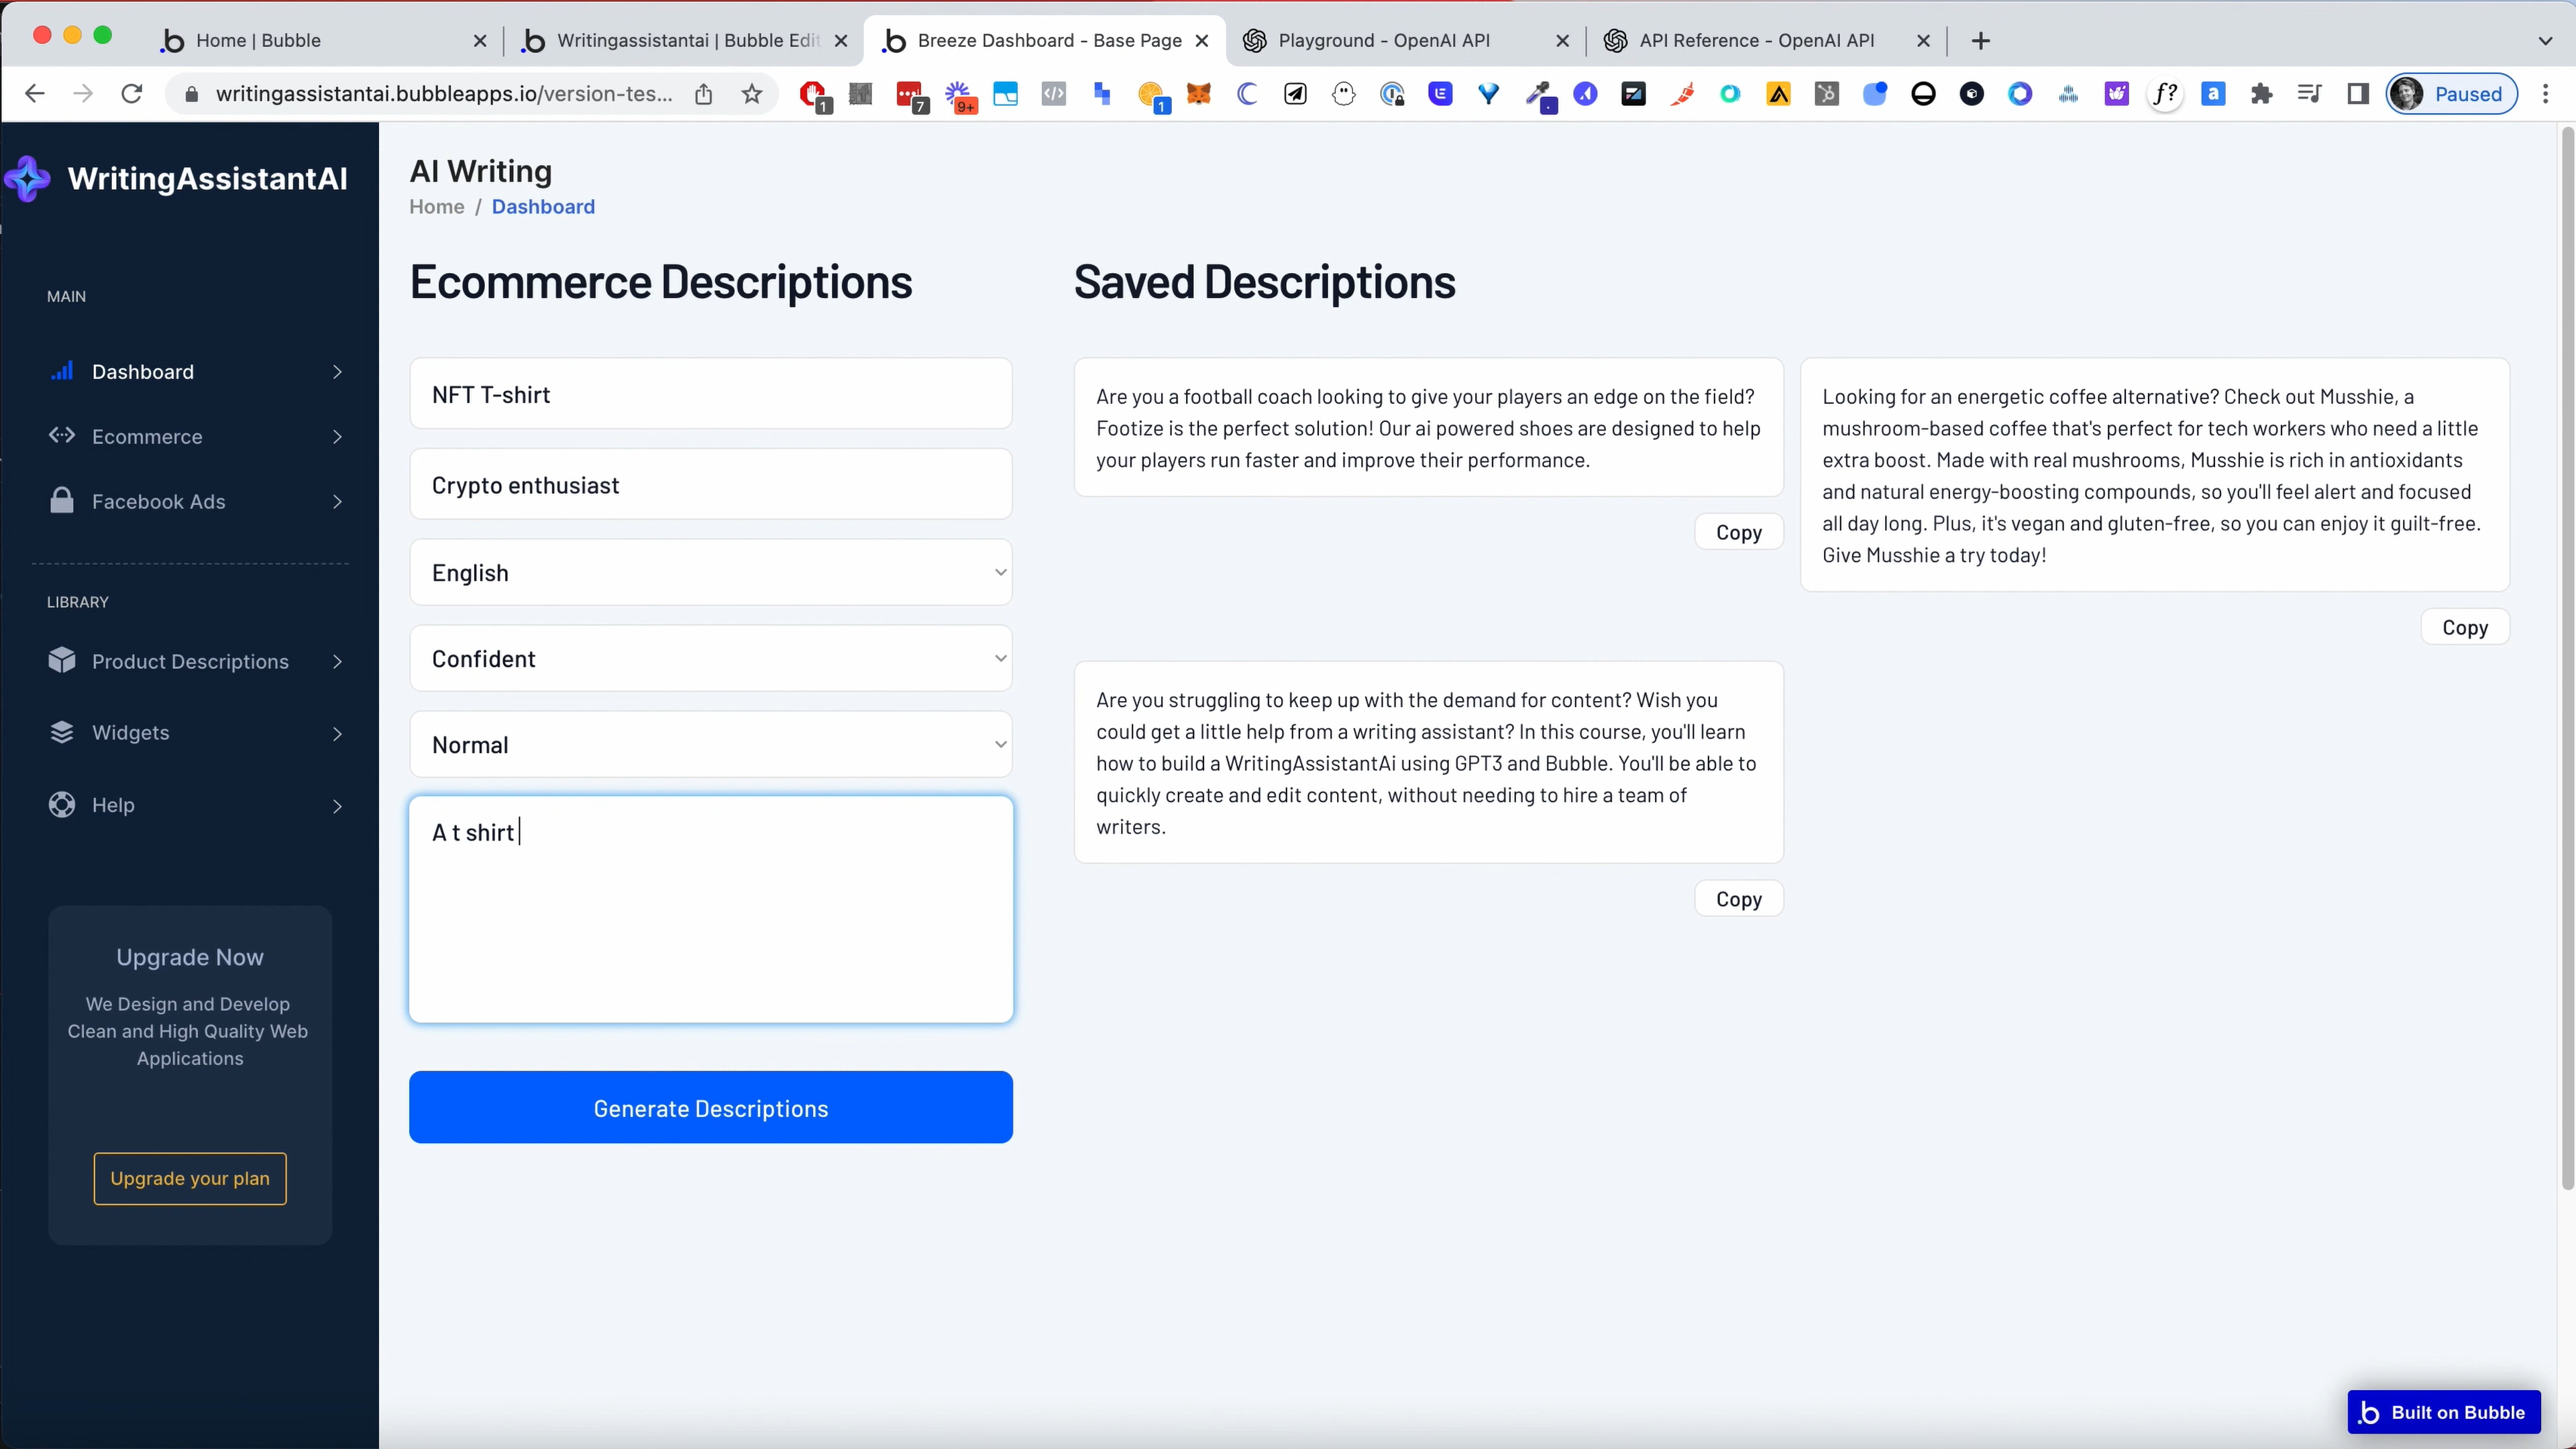 Home | Bubble
Writingassistantai | Bubble Edit
Breeze Dashboard - Base Page
Playground - OpenAI API
API Reference - OpenAI API
writingassistantai.bubbleapps.io/version-tes...
1
7
9+
1
f?
a
Paused
WritingAssistantAI
MAIN
Dashboard
Ecommerce
Facebook Ads
LIBRARY
Product Descriptions
Widgets
Help
Upgrade Now
We Design and Develop
Clean and High Quality Web
Applications
Upgrade your plan
AI Writing
Home / Dashboard
Ecommerce Descriptions
NFT T-shirt
Crypto enthusiast
English
Confident
Normal
A t shirt
Generate Descriptions
Saved Descriptions
Are you a football coach looking to give your players an edge on the field?
Footize is the perfect solution! Our ai powered shoes are designed to help
your players run faster and improve their performance.
Copy
Looking for an energetic coffee alternative? Check out Musshie, a
mushroom-based coffee that's perfect for tech workers who need a little
extra boost. Made with real mushrooms, Musshie is rich in antioxidants
and natural energy-boosting compounds, so you'll feel alert and focused
all day long. Plus, it's vegan and gluten-free, so you can enjoy it guilt-free.
Give Musshie a try today!
Copy
Are you struggling to keep up with the demand for content? Wish you
could get a little help from a writing assistant? In this course, you'll learn
how to build a WritingAssistantAi using GPT3 and Bubble. You'll be able to
quickly create and edit content, without needing to hire a team of
writers.
Copy
Built on Bubble